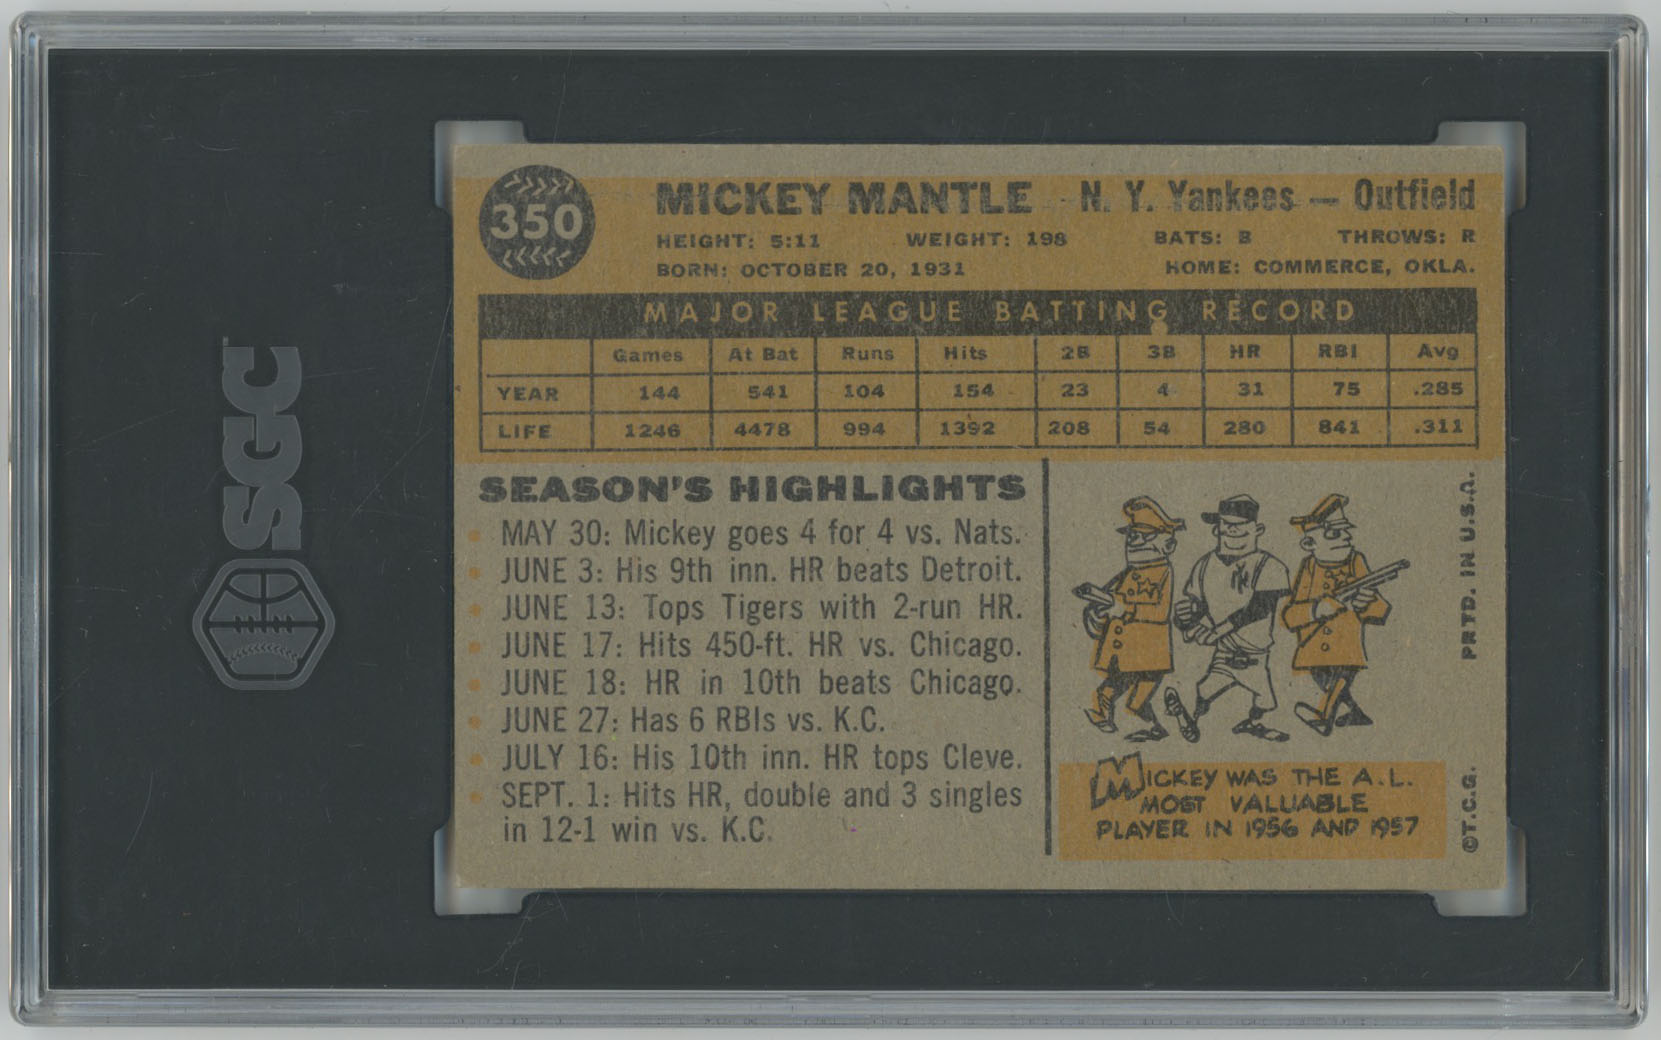 SGC
350
MICKEY MANTLE N. Y. Yankees — Outfield
HEIGHT: 5:11 WEIGHT: 198 BATS: B THROWS: R
BORN: OCTOBER 20, 1931 HOME: COMMERCE, OKLA.
MAJOR LEAGUE BATTING RECORD
Games At Bat Runs Hits 2B 3B HR RBI Avg
YEAR 144 541 104 154 23 4 31 75 .285
LIFE 1246 4478 994 1392 208 54 280 841 .311
SEASON'S HIGHLIGHTS
MAY 30: Mickey goes 4 for 4 vs. Nats.
JUNE 3: His 9th inn. HR beats Detroit.
JUNE 13: Tops Tigers with 2-run HR.
JUNE 17: Hits 450-ft. HR vs. Chicago.
JUNE 18: HR in 10th beats Chicago.
JUNE 27: Has 6 RBIs vs. K.C.
JULY 16: His 10th inn. HR tops Cleve.
SEPT. 1: Hits HR, double and 3 singles
in 12-1 win vs. K.C.
NY
MICKEY WAS THE A.L.
MOST VALUABLE
PLAYER IN 1956 AND 1957
©T.C.G. PRTD. IN U.S.A.